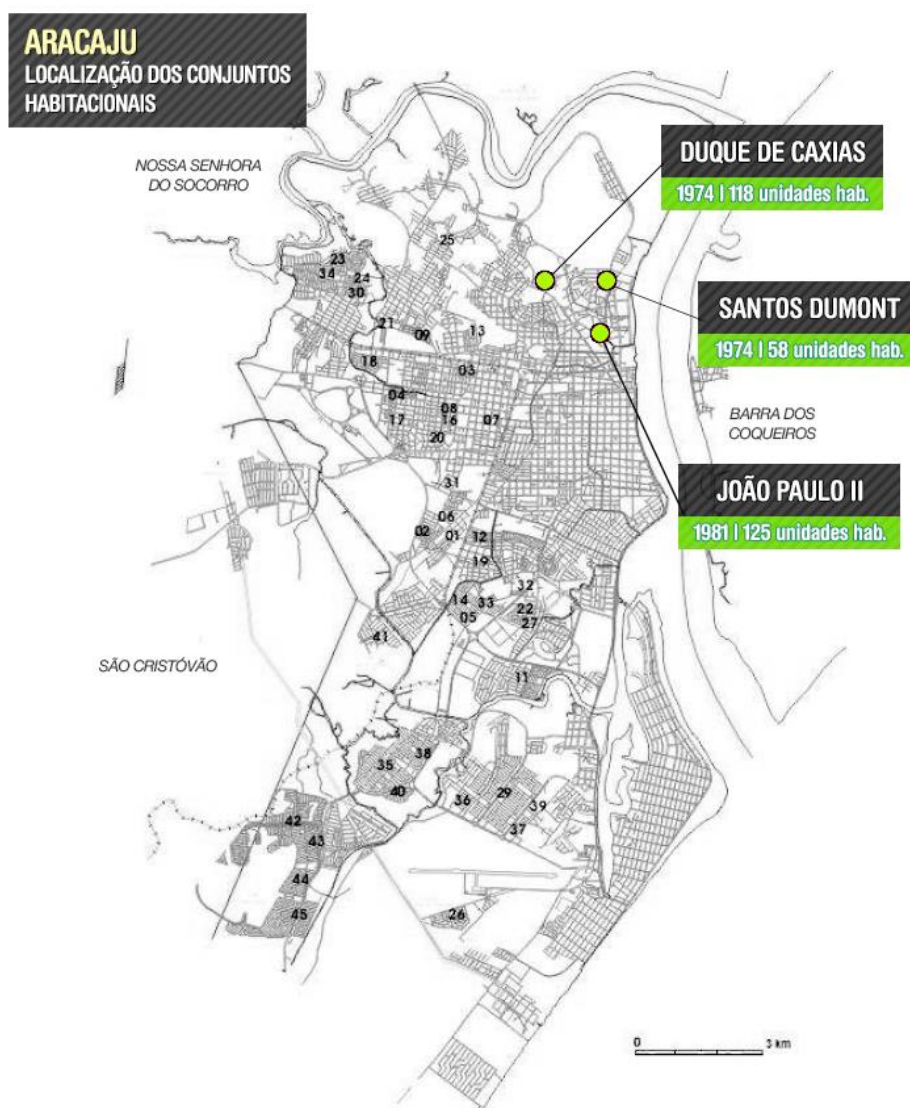 ARACAJU
LOCALIZAÇÃO DOS CONJUNTOS
HABITACIONAIS
NOSSA SENHORA
DO SOCORRO
DUQUE DE CAXIAS
1974 | 118 unidades hab.
SANTOS DUMONT
1974 | 58 unidades hab.
BARRA DOS
COQUEIROS
JOÃO PAULO II
1981 | 125 unidades hab.
SÃO CRISTÓVÃO
25
23
34
24
30
21
09
13
18
03
04
08
17
16
07
20
31
06
02
01
12
19
32
14
33
22
05
27
41
11
38
35
40
36
29
39
37
42
43
44
45
26
0
3 km